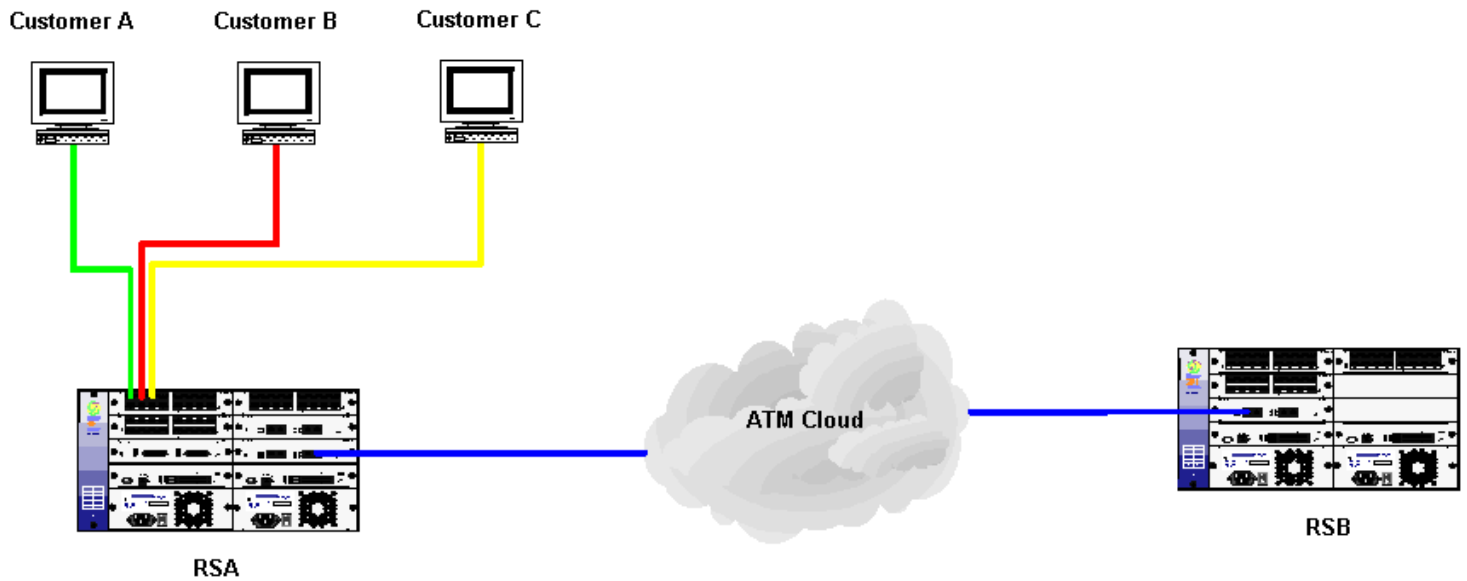 Customer A
Customer B
Customer C
ATM Cloud
RSB
RSA